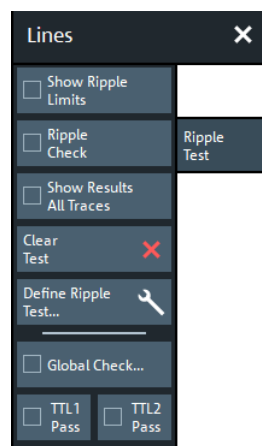 Lines
Show Ripple
Limits
Ripple
Check
Ripple
Test
Show Results
All Traces
Clear
Test
Define Ripple
Test...
Global Check...
TTL1
Pass
TTL2
Pass